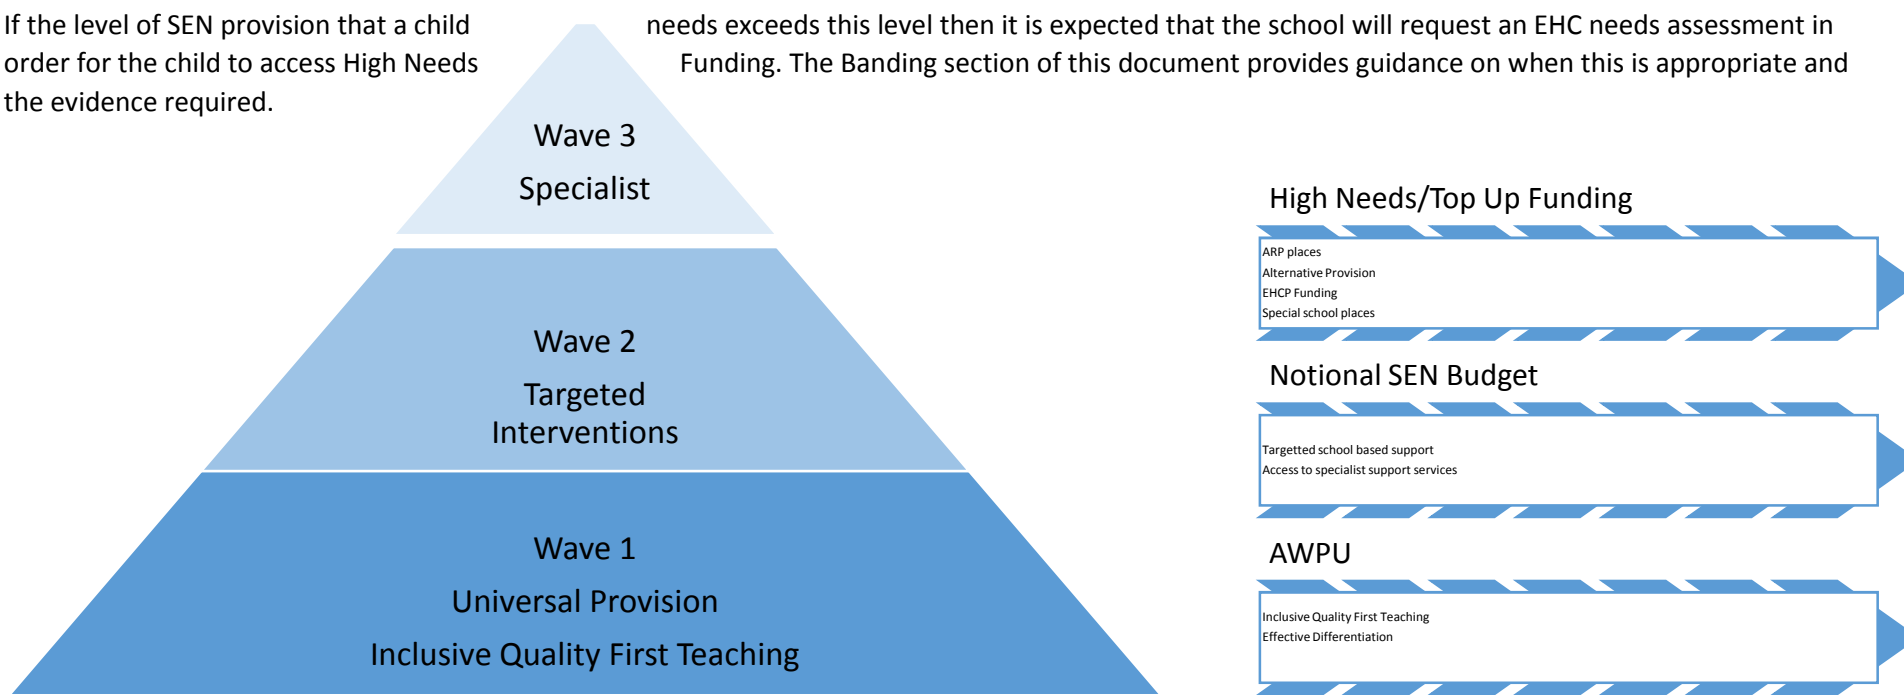 If the level of SEN provision that a child needs exceeds this level then it is expected that the school will request an EHC needs assessment in
order for the child to access High Needs Funding. The Banding section of this document provides guidance on when this is appropriate and
the evidence required.
Wave 3
Specialist
Wave 2
Targeted
Interventions
Wave 1
Universal Provision
Inclusive Quality First Teaching
High Needs/Top Up Funding
ARP places
Alternative Provision
EHCP Funding
Special school places
Notional SEN Budget
Targetted school based support
Access to specialist support services
AWPU
Inclusive Quality First Teaching
Effective Differentiation